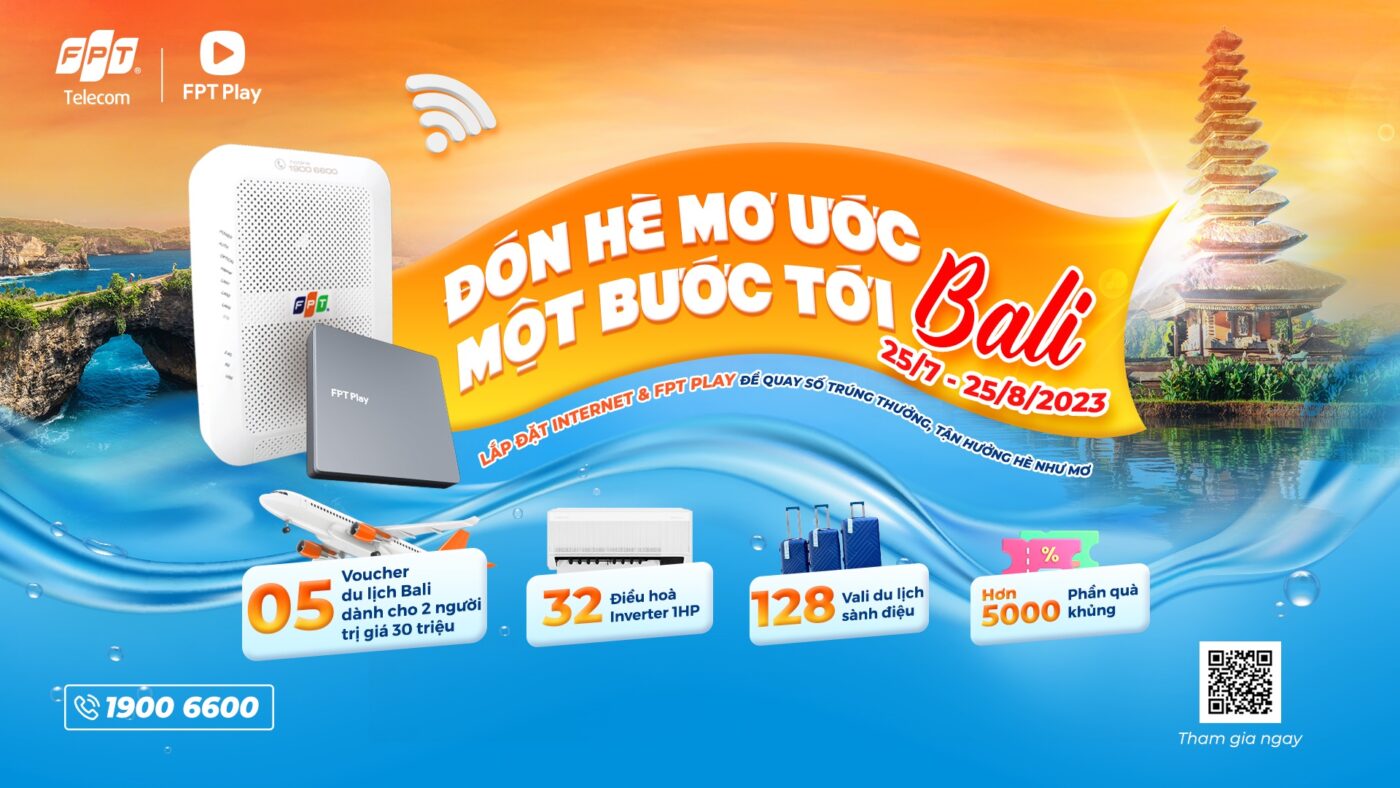 FPT
Telecom
FPT Play
hotline
1900 6600
FPT
FPT Play
ĐÓN HÈ MƠ ƯỚC
MỘT BƯỚC TỚI Bali
25/7 - 25/8/2023
LẮP ĐẶT INTERNET & FPT PLAY ĐỂ QUAY SỐ TRÚNG THƯỞNG, TẬN HƯỞNG HÈ NHƯ MƠ
05 Voucher
du lịch Bali
dành cho 2 người
trị giá 30 triệu
32 Điều hoà
Inverter 1HP
128 Vali du lịch
sành điệu
%
Hơn
5000 Phần quà
khủng
1900 6600
Tham gia ngay